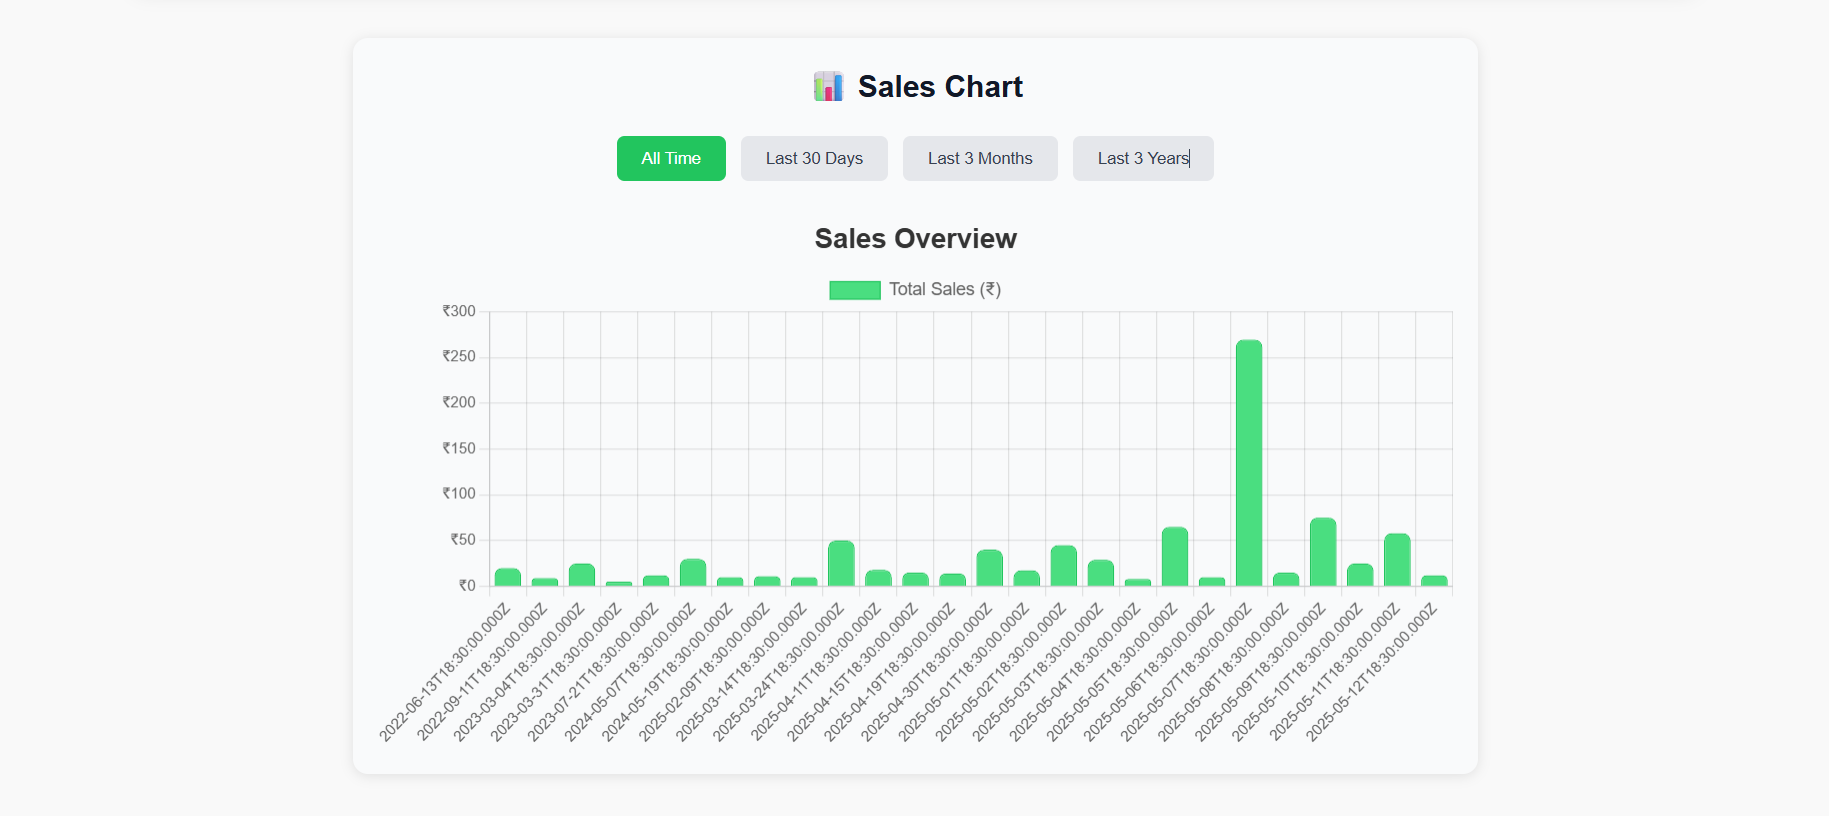 Sales Chart
All Time
Last 30 Days
Last 3 Months
Last 3 Years
Sales Overview
Total Sales (₹)
₹300
₹250
₹200
₹150
₹100
₹50
₹0
2022-06-13T18:30:00.000Z
2022-09-11T18:30:00.000Z
2023-03-04T18:30:00.000Z
2023-03-31T18:30:00.000Z
2023-07-21T18:30:00.000Z
2024-05-07T18:30:00.000Z
2024-05-19T18:30:00.000Z
2025-02-09T18:30:00.000Z
2025-03-14T18:30:00.000Z
2025-03-24T18:30:00.000Z
2025-04-11T18:30:00.000Z
2025-04-15T18:30:00.000Z
2025-04-19T18:30:00.000Z
2025-04-30T18:30:00.000Z
2025-05-01T18:30:00.000Z
2025-05-02T18:30:00.000Z
2025-05-03T18:30:00.000Z
2025-05-04T18:30:00.000Z
2025-05-05T18:30:00.000Z
2025-05-06T18:30:00.000Z
2025-05-07T18:30:00.000Z
2025-05-08T18:30:00.000Z
2025-05-09T18:30:00.000Z
2025-05-10T18:30:00.000Z
2025-05-11T18:30:00.000Z
2025-05-12T18:30:00.000Z